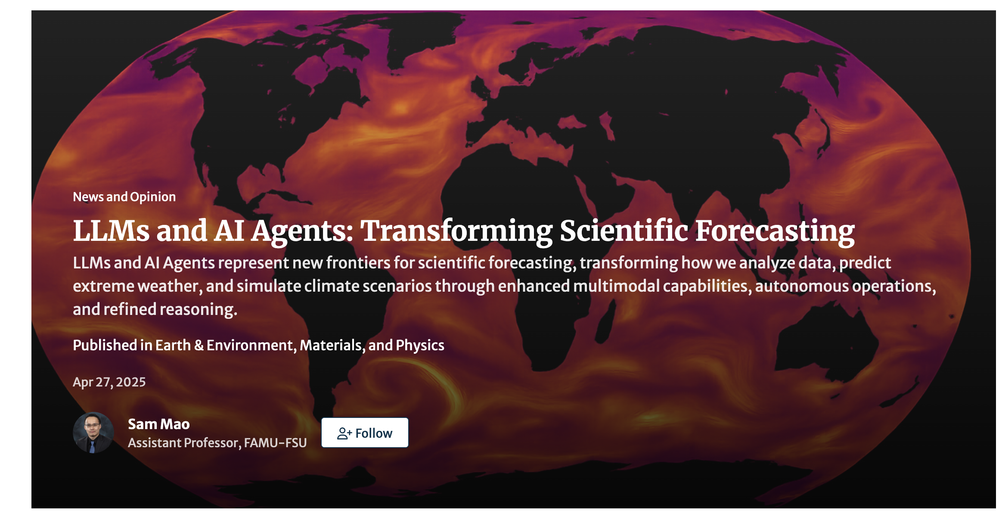 News and Opinion
LLMs and AI Agents: Transforming Scientific Forecasting
LLMs and AI Agents represent new frontiers for scientific forecasting, transforming how we analyze data, predict
extreme weather, and simulate climate scenarios through enhanced multimodal capabilities, autonomous operations,
and refined reasoning.
Published in Earth & Environment, Materials, and Physics
Apr 27, 2025
Sam Mao
Assistant Professor, FAMU-FSU
Follow